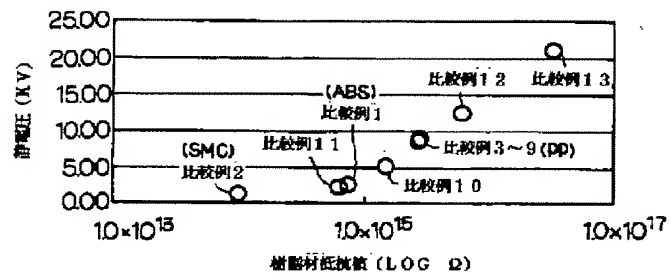 静電圧 (KV)
25.00
20.00
15.00
10.00
5.00
0.00
比較例13
比較例12
(ABS)
比較例1
比較例11
比較例3~9(PP)
(SMC)
比較例2
比較例10
1.0×10¹³
1.0×10¹⁵
1.0×10¹⁷
樹脂材抵抗値 (LOG Ω)